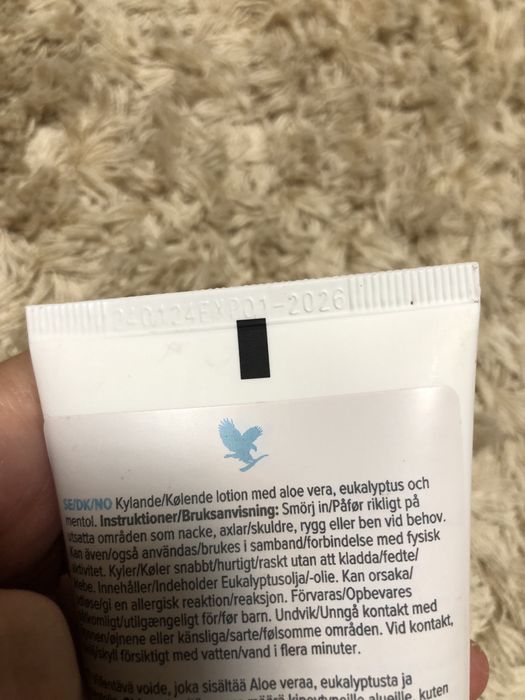 240124EXP01-2026
SE/DK/NO Kylande/Kølende lotion med aloe vera, eukalyptus och
mentol. Instruktioner/Bruksanvisning: Smörj in/Påfør rikligt på
utsatta områden som nacke, axlar/skuldre, rygg eller ben vid behov.
Kan även/også användas/brukes i samband/forbindelse med fysisk
aktivitet. Kyler/Køler snabbt/hurtigt/raskt utan att kladda/fedte/
klebe. Innehåller/Indeholder Eukalyptusolja/-olie. Kan orsaka/
gi en allergisk reaktion/reaksjon. Förvaras/Opbevares
utilgængeligt for/før barn. Undvik/Unngå kontakt med
øjnene eller känsliga/sarte/følsomme områden. Vid kontakt,
skyll försiktigt med vatten/vand i flera minuter.
voide, joka sisältää Aloe veraa, eukalyptusta ja